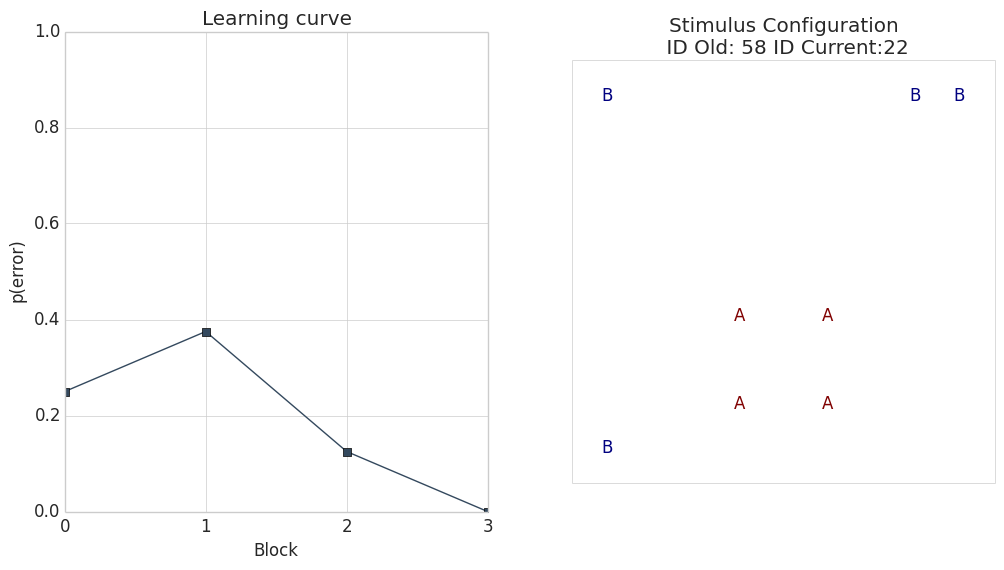 Learning curve
1.0
0.8
0.6
0.4
0.2
0.0
p(error)
0 1 2 3
Block
Stimulus Configuration
ID Old: 58 ID Current:22
B B B
A A
A A
B